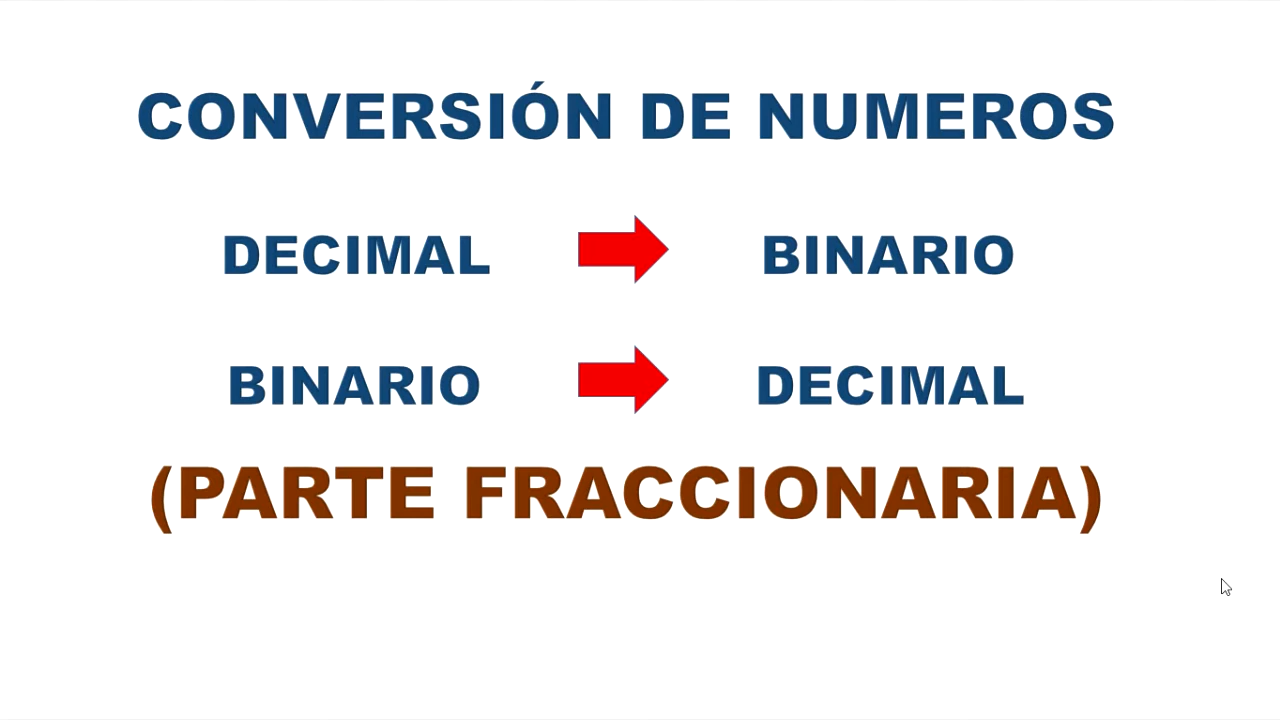 CONVERSIÓN DE NUMEROS
DECIMAL BINARIO
BINARIO DECIMAL
(PARTE FRACCIONARIA)